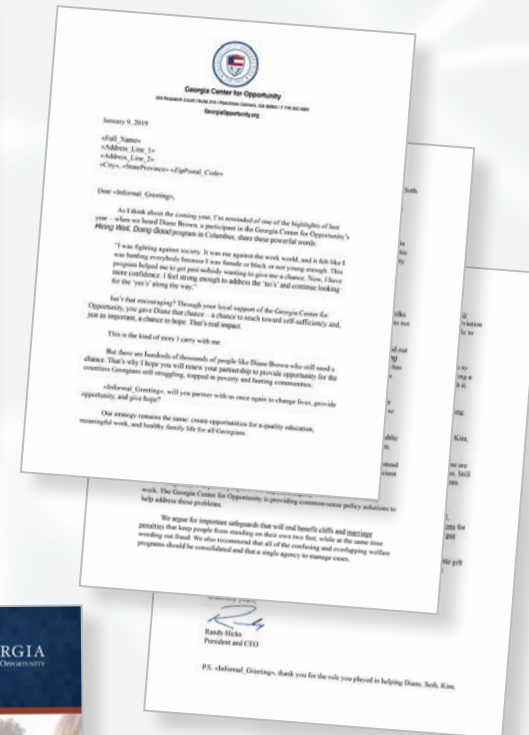 Georgia Center for Opportunity
GeorgiaOpportunity.org
January 9, 2019
«Full_Name»
«Address_Line_1»
«Address_Line_2»
«City», «StateProvince» «ZipPostal_Code»
Dear «Informal_Greeting»,
As I think about the coming year, I'm reminded of one of the highlights of last
year – when we heard Diane Brown, a participant in the Georgia Center for Opportunity's
Hiring Well, Doing Good program in Columbus, share these powerful words:
"I was fighting against society. It was me against the work world, and it felt like I
was battling everybody because I was female or black or not young enough. This
program helped me to get past nobody wanting to give me a chance. Now, I have
more confidence. I feel strong enough to address the 'no's' and continue looking
for the 'yes's' along the way."
Isn't that encouraging? Through your loyal support of the Georgia Center for
Opportunity, you gave Diane that chance – a chance to reach toward self-sufficiency and,
just as important, a chance to hope. That's real impact.
This is the kind of story I carry with me.
But there are hundreds of thousands of people like Diane Brown who still need a
chance. That's why I hope you will renew your partnership to provide opportunity for the
countless Georgians still struggling, trapped in poverty and hurting communities.
«Informal_Greeting», will you partner with us once again to change lives, provide
opportunity, and give hope?
Our strategy remains the same: create opportunities for a quality education,
meaningful work, and healthy family life for all Georgians.
Seth.
Kim,
work. The Georgia Center for Opportunity is providing common-sense policy solutions to
help address these problems.
We argue for important safeguards that will end benefit cliffs and marriage
penalties that keep people from standing on their own two feet, while at the same time
weeding out fraud. We also recommend that all of the confusing and overlapping welfare
programs should be consolidated and that a single agency to manage cases.
Randy Hicks
President and CEO
P.S. «Informal_Greeting», thank you for the role you played in helping Diane, Seth, Kim,
RGIA
OPPORTUNITY